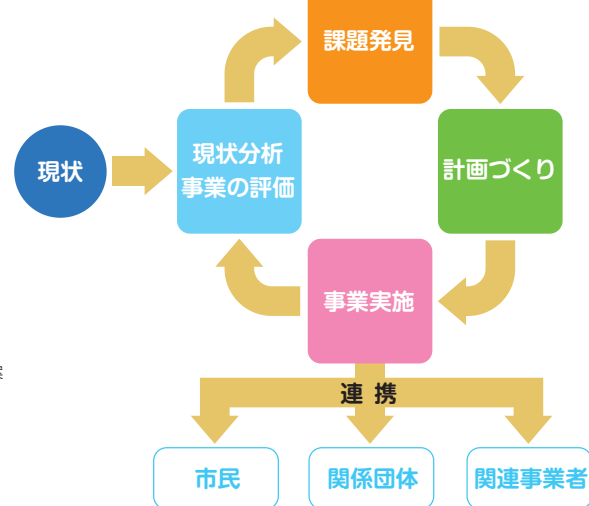 課題発見
現状
現状分析
事業の評価
計画づくり
事業実施
連携
市民
関係団体
関連事業者